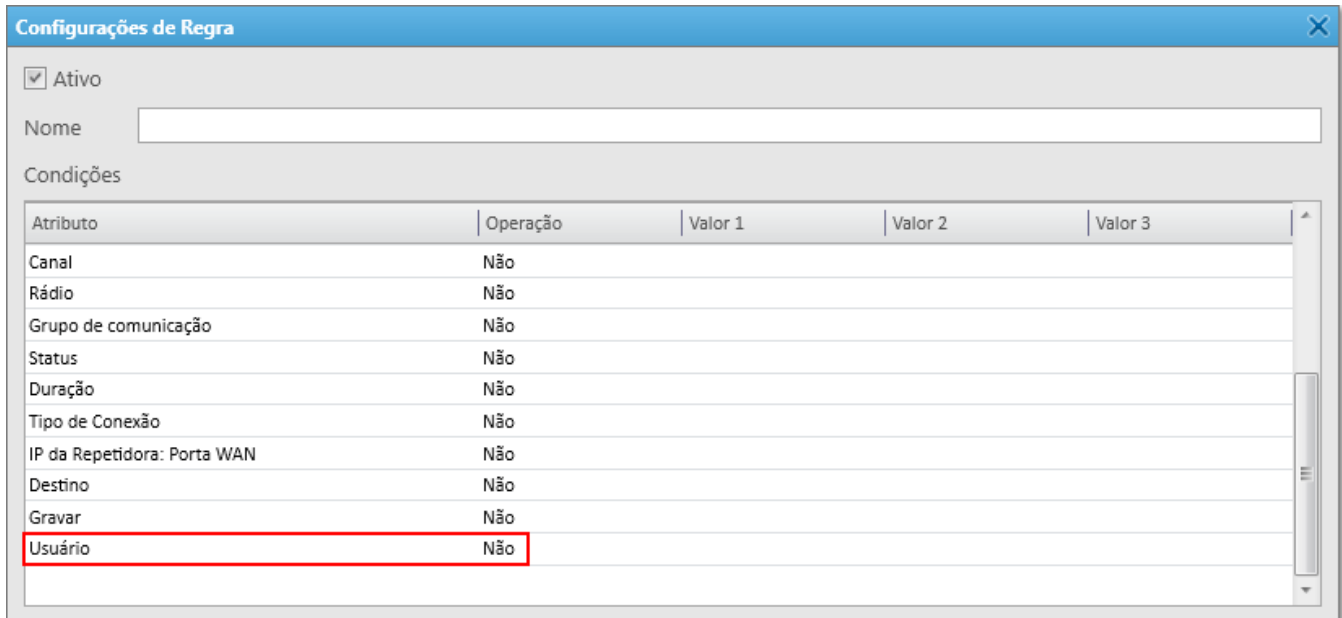 Configurações de Regra
Ativo
Nome
Condições
Atributo Operação Valor 1 Valor 2 Valor 3
Canal Não
Rádio Não
Grupo de comunicação Não
Status Não
Duração Não
Tipo de Conexão Não
IP da Repetidora: Porta WAN Não
Destino Não
Gravar Não
Usuário Não